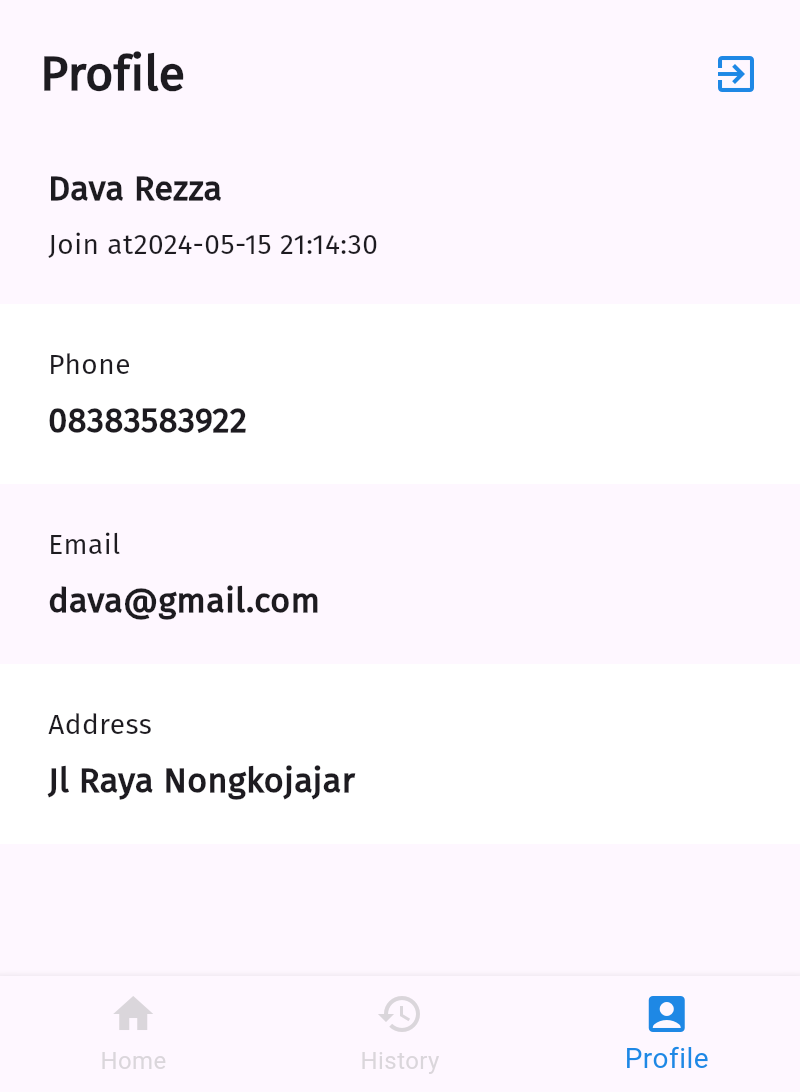 Profile
Dava Rezza
Join at2024-05-15 21:14:30
Phone
08383583922
Email
dava@gmail.com
Address
Jl Raya Nongkojajar
Home
History
Profile